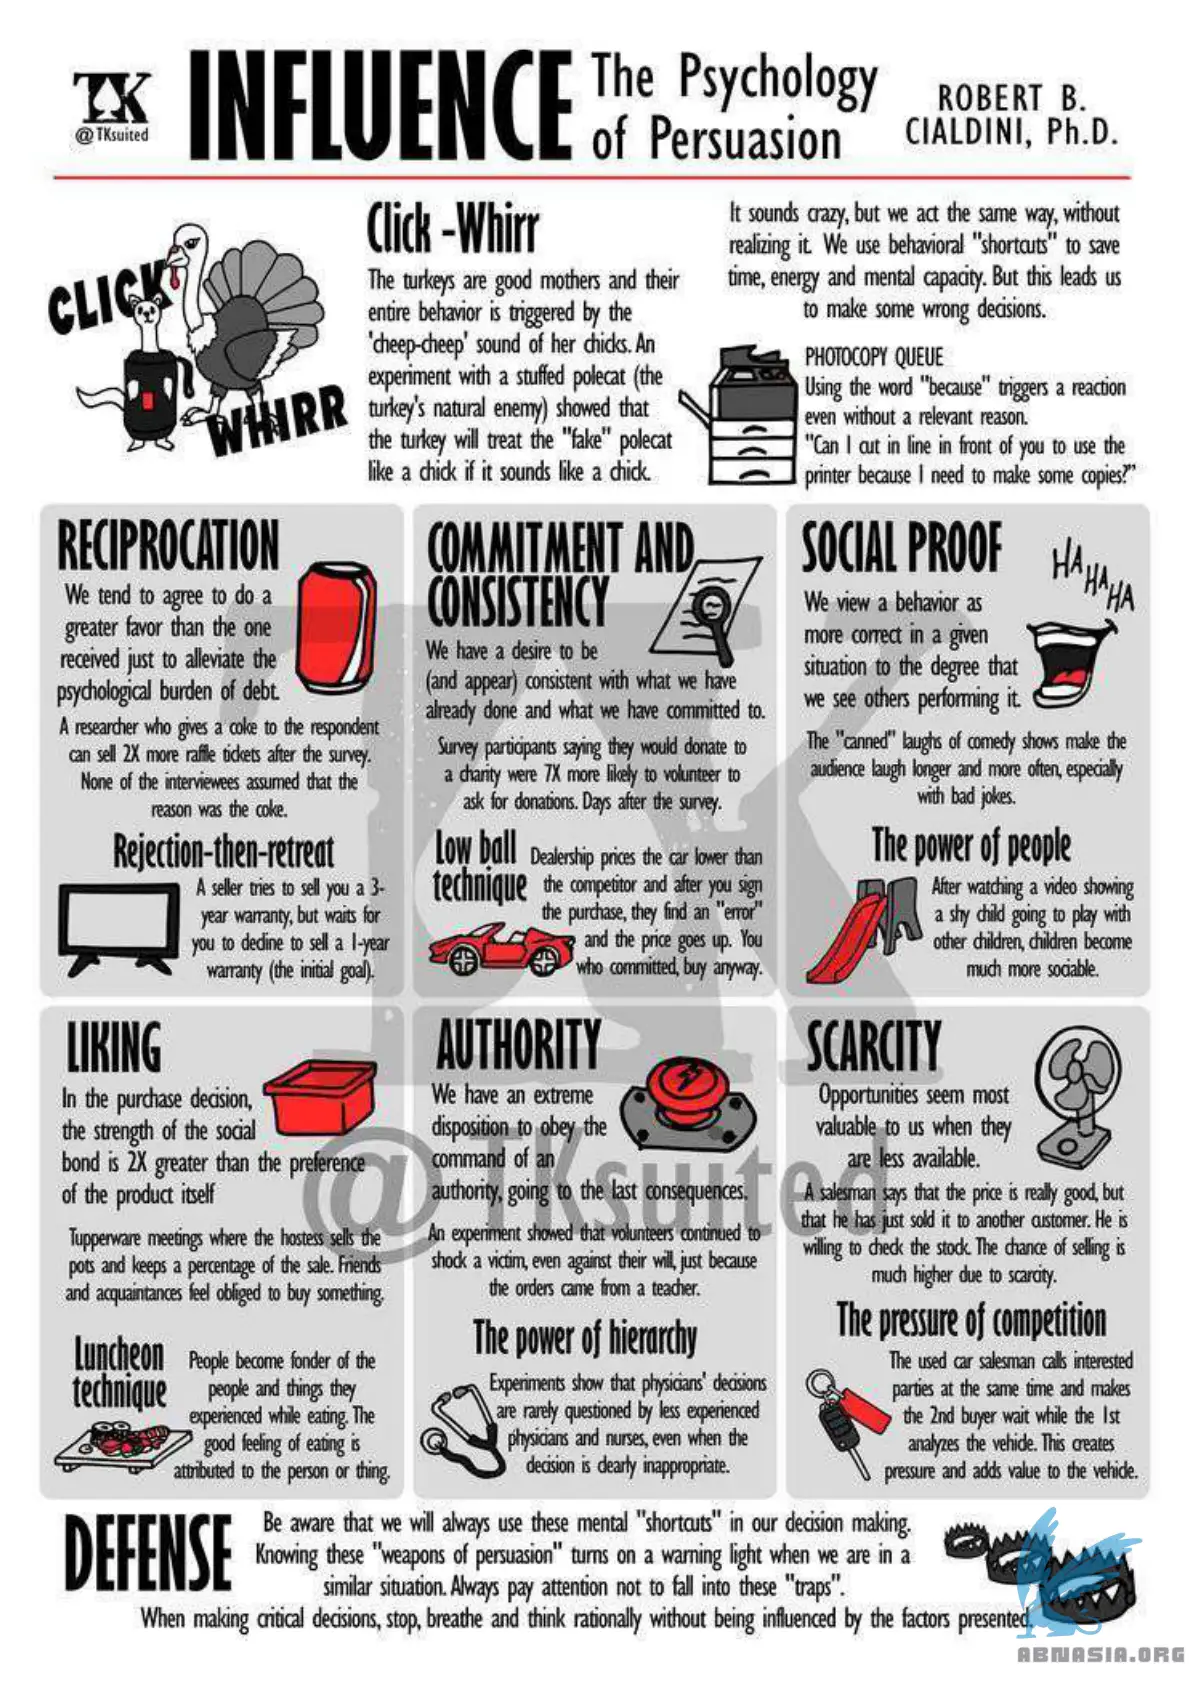 TK
@TKsuited
INFLUENCE
The Psychology
of Persuasion
ROBERT B.
CIALDINI, Ph.D.
CLICK
WHIRR
Click -Whirr
The turkeys are good mothers and their
entire behavior is triggered by the
'cheep-cheep' sound of her chicks. An
experiment with a stuffed polecat (the
turkey's natural enemy) showed that
the turkey will treat the "fake" polecat
like a chick if it sounds like a chick.
It sounds crazy, but we act the same way, without
realizing it. We use behavioral "shortcuts" to save
time, energy and mental capacity. But this leads us
to make some wrong decisions.
PHOTOCOPY QUEUE
Using the word "because" triggers a reaction
even without a relevant reason.
"Can I cut in line in front of you to use the
printer because I need to make some copies?"
RECIPROCATION
We tend to agree to do a
greater favor than the one
received just to alleviate the
psychological burden of debt.
A researcher who gives a coke to the respondent
can sell 2X more raffle tickets after the survey.
None of the interviewees assumed that the
reason was the coke.
Rejection-then-retreat
A seller tries to sell you a 3-
year warranty, but waits for
you to decline to sell a 1-year
warranty (the initial goal).
COMMITMENT AND
CONSISTENCY
We have a desire to be
(and appear) consistent with what we have
already done and what we have committed to.
Survey participants saying they would donate to
a charity were 7X more likely to volunteer to
ask for donations. Days after the survey.
Low ball
technique
Dealership prices the car lower than
the competitor and after you sign
the purchase, they find an "error"
and the price goes up. You
who committed, buy anyway.
SOCIAL PROOF
HA HA HA
We view a behavior as
more correct in a given
situation to the degree that
we see others performing it.
The "canned" laughs of comedy shows make the
audience laugh longer and more often, especially
with bad jokes.
The power of people
After watching a video showing
a shy child going to play with
other children, children become
much more sociable.
LIKING
In the purchase decision,
the strength of the social
bond is 2X greater than the preference
of the product itself
Tupperware meetings where the hostess sells the
pots and keeps a percentage of the sale. Friends
and acquaintances feel obliged to buy something.
Luncheon
technique
People become fonder of the
people and things they
experienced while eating. The
good feeling of eating is
attributed to the person or thing.
AUTHORITY
We have an extreme
disposition to obey the
command of an
authority, going to the last consequences.
An experiment showed that volunteers continued to
shock a victim, even against their will, just because
the orders came from a teacher.
The power of hierarchy
Experiments show that physicians' decisions
are rarely questioned by less experienced
physicians and nurses, even when the
decision is clearly inappropriate.
SCARCITY
Opportunities seem most
valuable to us when they
are less available.
A salesman says that the price is really good, but
that he has just sold it to another customer. He is
willing to check the stock. The chance of selling is
much higher due to scarcity.
The pressure of competition
The used car salesman calls interested
parties at the same time and makes
the 2nd buyer wait while the 1st
analyzes the vehicle. This creates
pressure and adds value to the vehicle.
TK
@TKsuited
DEFENSE
Be aware that we will always use these mental "shortcuts" in our decision making.
Knowing these "weapons of persuasion" turns on a warning light when we are in a
similar situation. Always pay attention not to fall into these "traps".
When making critical decisions, stop, breathe and think rationally without being influenced by the factors presented.
ABNASIA.ORG